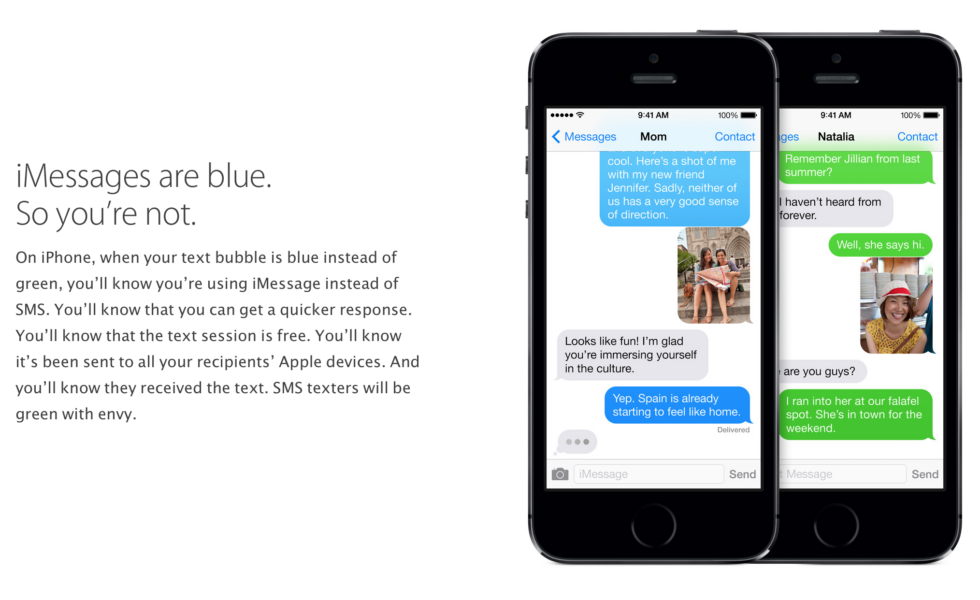 iMessages are blue.
So you're not.
On iPhone, when your text bubble is blue instead of
green, you'll know you're using iMessage instead of
SMS. You'll know that you can get a quicker response.
You'll know that the text session is free. You'll know
it's been sent to all your recipients' Apple devices. And
you'll know they received the text. SMS texters will be
green with envy.
9:41 AM
100%
Messages
Mom
Contact
cool. Here's a shot of me
with my new friend
Jennifer. Sadly, neither of
us has a very good sense
of direction.
Looks like fun! I'm glad
you're immersing yourself
in the culture.
Yep. Spain is already
starting to feel like home.
Delivered
iMessage
Send
9:41 AM
100%
ges
Natalia
Contact
Remember Jillian from last
summer?
I haven't heard from
forever.
Well, she says hi.
are you guys?
I ran into her at our falafel
spot. She's in town for the
weekend.
Message
Send